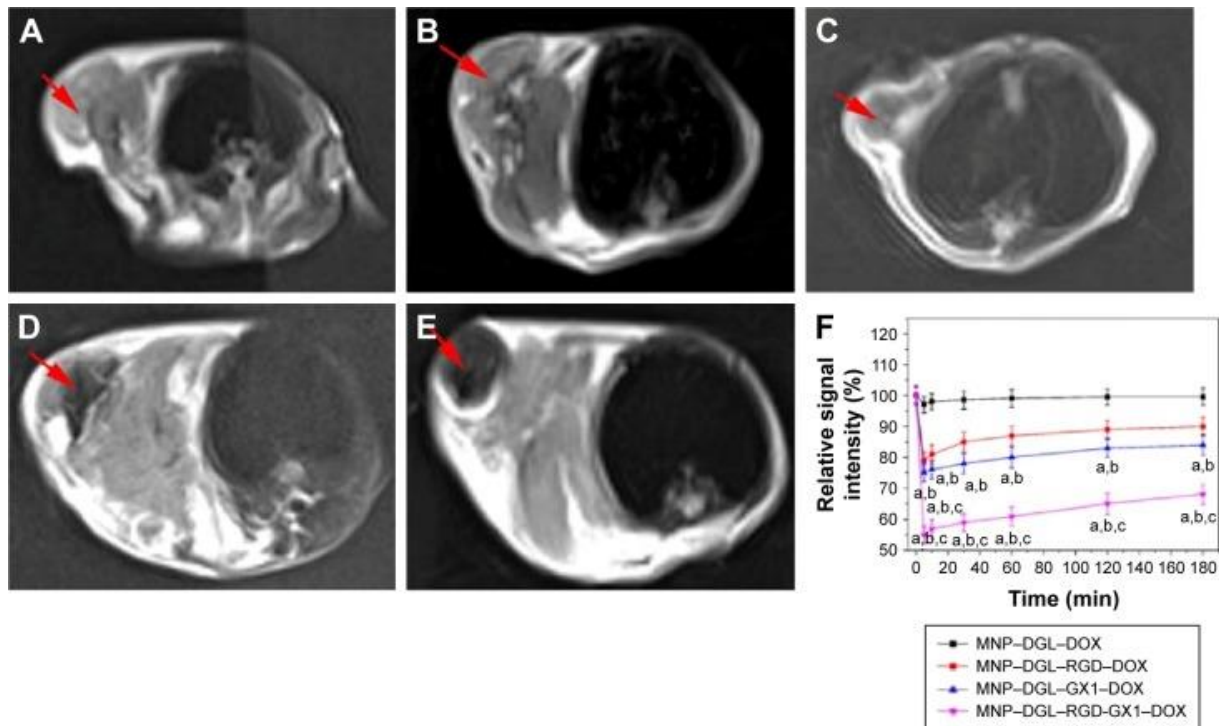 A
B
C
D
E
F
Relative signal
intensity (%)
120
110
100
90
80
70
60
50
a,b
a,b,c
a,b,c
a,b
a,b,c
a,b
a,b,c
a,b
a,b,c
a,b
a,b,c
a,b
0 20 40 60 80 100 120 140 160 180
Time (min)
MNP–DGL–DOX
MNP–DGL–RGD–DOX
MNP–DGL–GX1–DOX
MNP–DGL–RGD-GX1–DOX